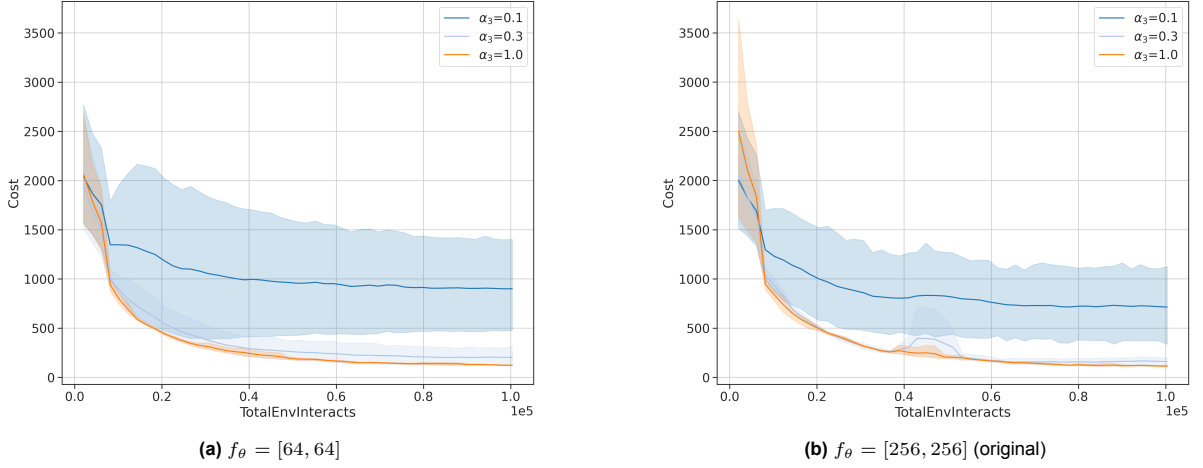 α₃=0.1
α₃=0.3
α₃=1.0
3500
3000
2500
2000
1500
1000
500
0
Cost
0.0 0.2 0.4 0.6 0.8 1.0
1e5
TotalEnvInteracts
(a) f_θ = [64, 64]
α₃=0.1
α₃=0.3
α₃=1.0
3500
3000
2500
2000
1500
1000
500
0
Cost
0.0 0.2 0.4 0.6 0.8 1.0
1e5
TotalEnvInteracts
(b) f_θ = [256, 256] (original)